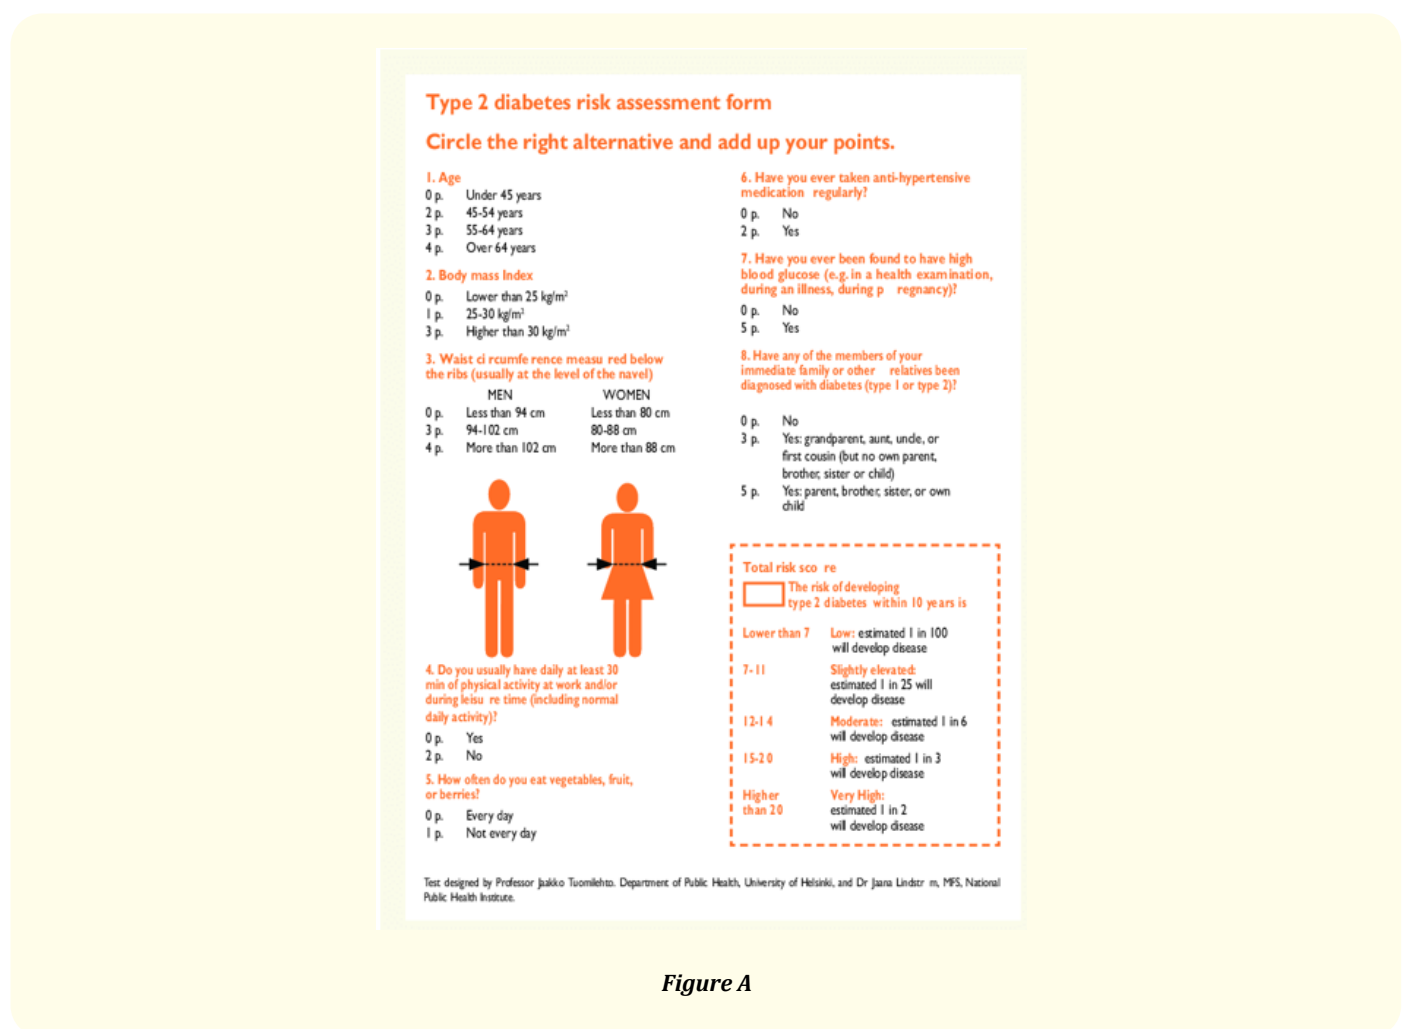 Type 2 diabetes risk assessment form
Circle the right alternative and add up your points.
1. Age
0 p. Under 45 years
2 p. 45-54 years
3 p. 55-64 years
4 p. Over 64 years
2. Body mass Index
0 p. Lower than 25 kg/m²
1 p. 25-30 kg/m²
3 p. Higher than 30 kg/m²
3. Waist ci rcumfe rence measu red below
the ribs (usually at the level of the navel)
MEN WOMEN
0 p. Less than 94 cm Less than 80 cm
3 p. 94-102 cm 80-88 cm
4 p. More than 102 cm More than 88 cm
4. Do you usually have daily at least 30
min of physical activity at work and/or
during leisu re time (including normal
daily activity)?
0 p. Yes
2 p. No
5. How often do you eat vegetables, fruit,
or berries?
0 p. Every day
1 p. Not every day
6. Have you ever taken anti-hypertensive
medication regularly?
0 p. No
2 p. Yes
7. Have you ever been found to have high
blood glucose (e.g. in a health examination,
during an illness, during p regnancy)?
0 p. No
5 p. Yes
8. Have any of the members of your
immediate family or other relatives been
diagnosed with diabetes (type 1 or type 2)?
0 p. No
3 p. Yes: grandparent, aunt, uncle, or
first cousin (but no own parent,
brother, sister or child)
5 p. Yes: parent, brother, sister, or own
child
Total risk sco re
The risk of developing
type 2 diabetes within 10 years is
Lower than 7 Low: estimated 1 in 100
will develop disease
7-11 Slightly elevated:
estimated 1 in 25 will
develop disease
12-14 Moderate: estimated 1 in 6
will develop disease
15-20 High: estimated 1 in 3
will develop disease
Higher Very High:
than 20 estimated 1 in 2
will develop disease
Test designed by Professor Jaakko Tuomilehto. Department of Public Health, University of Helsinki, and Dr Jaana Lindstr m, MFS, National
Public Health Institute.
Figure A